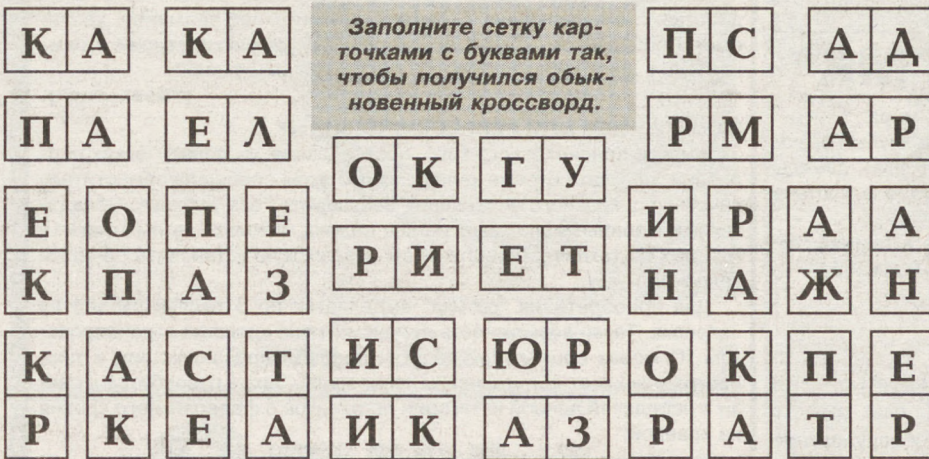 К А К А П С А Д
Заполните сетку кар-
точками с буквами так,
чтобы получился обык-
новенный кроссворд.
П А Е Л Р М А Р
О К Г У
Е О П Е И Р А А
К П А З Р И Е Т Н А Ж Н
К А С Т И С Ю Р О К П Е
Р К Е А И К А З Р А Т Р